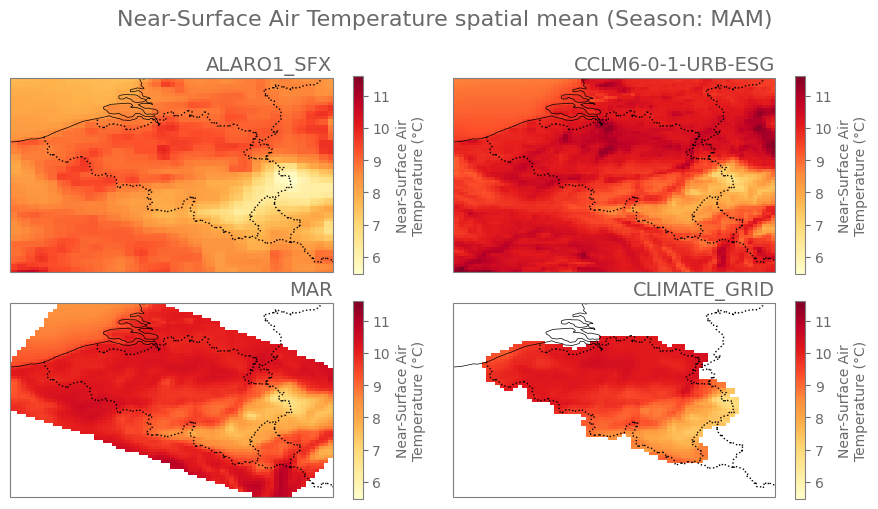 Near-Surface Air Temperature spatial mean (Season: MAM)
ALARO1_SFX
11
10
9
8
7
6
Near-Surface Air
Temperature (°C)
CCLM6-0-1-URB-ESG
11
10
9
8
7
6
Near-Surface Air
Temperature (°C)
MAR
11
10
9
8
7
6
Near-Surface Air
Temperature (°C)
CLIMATE_GRID
11
10
9
8
7
6
Near-Surface Air
Temperature (°C)